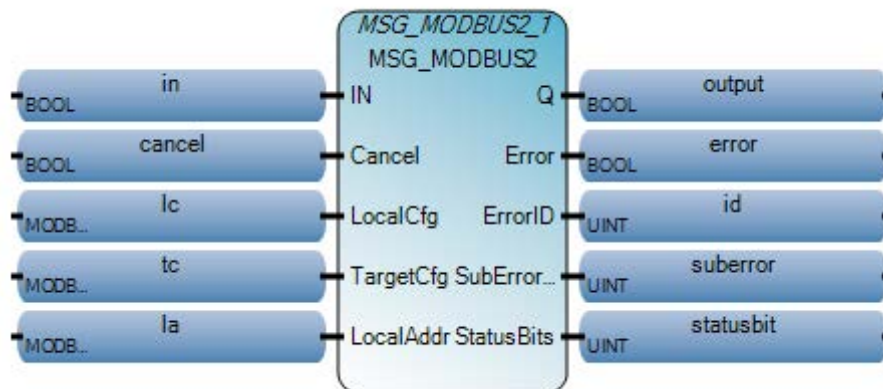 MSG_MODBUS2_1
MSG_MODBUS2
in
BOOL
IN
Q
output
BOOL
cancel
BOOL
Cancel
Error
error
BOOL
lc
MODB...
LocalCfg
ErrorID
id
UINT
tc
MODB...
TargetCfg
SubError...
suberror
UINT
la
MODB...
LocalAddr
StatusBits
statusbit
UINT